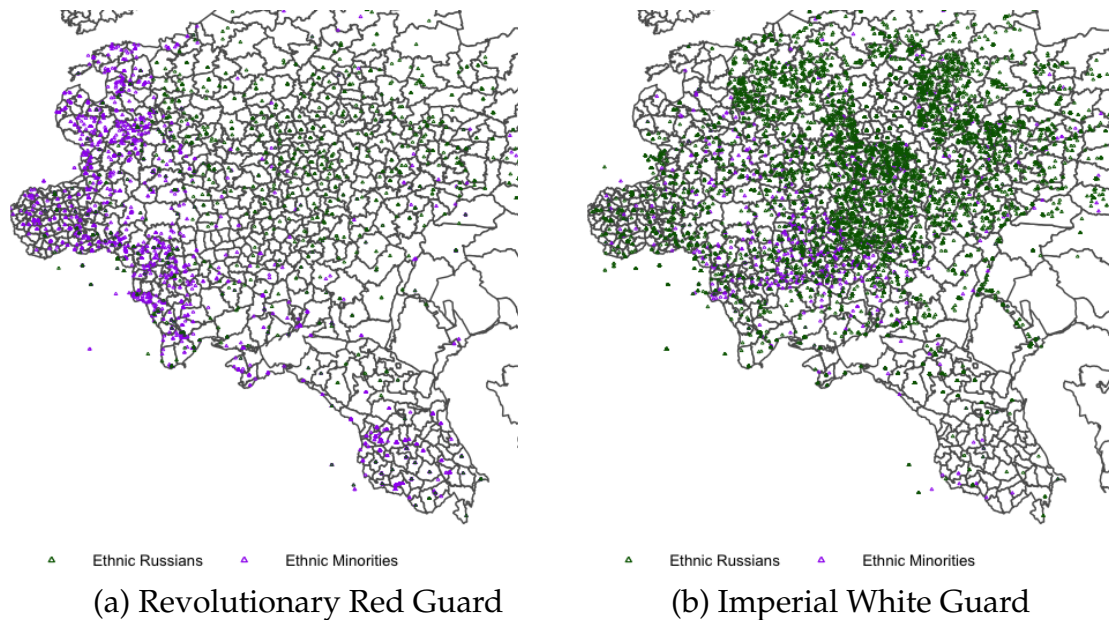 Ethnic Russians Ethnic Minorities
(a) Revolutionary Red Guard
Ethnic Russians Ethnic Minorities
(b) Imperial White Guard